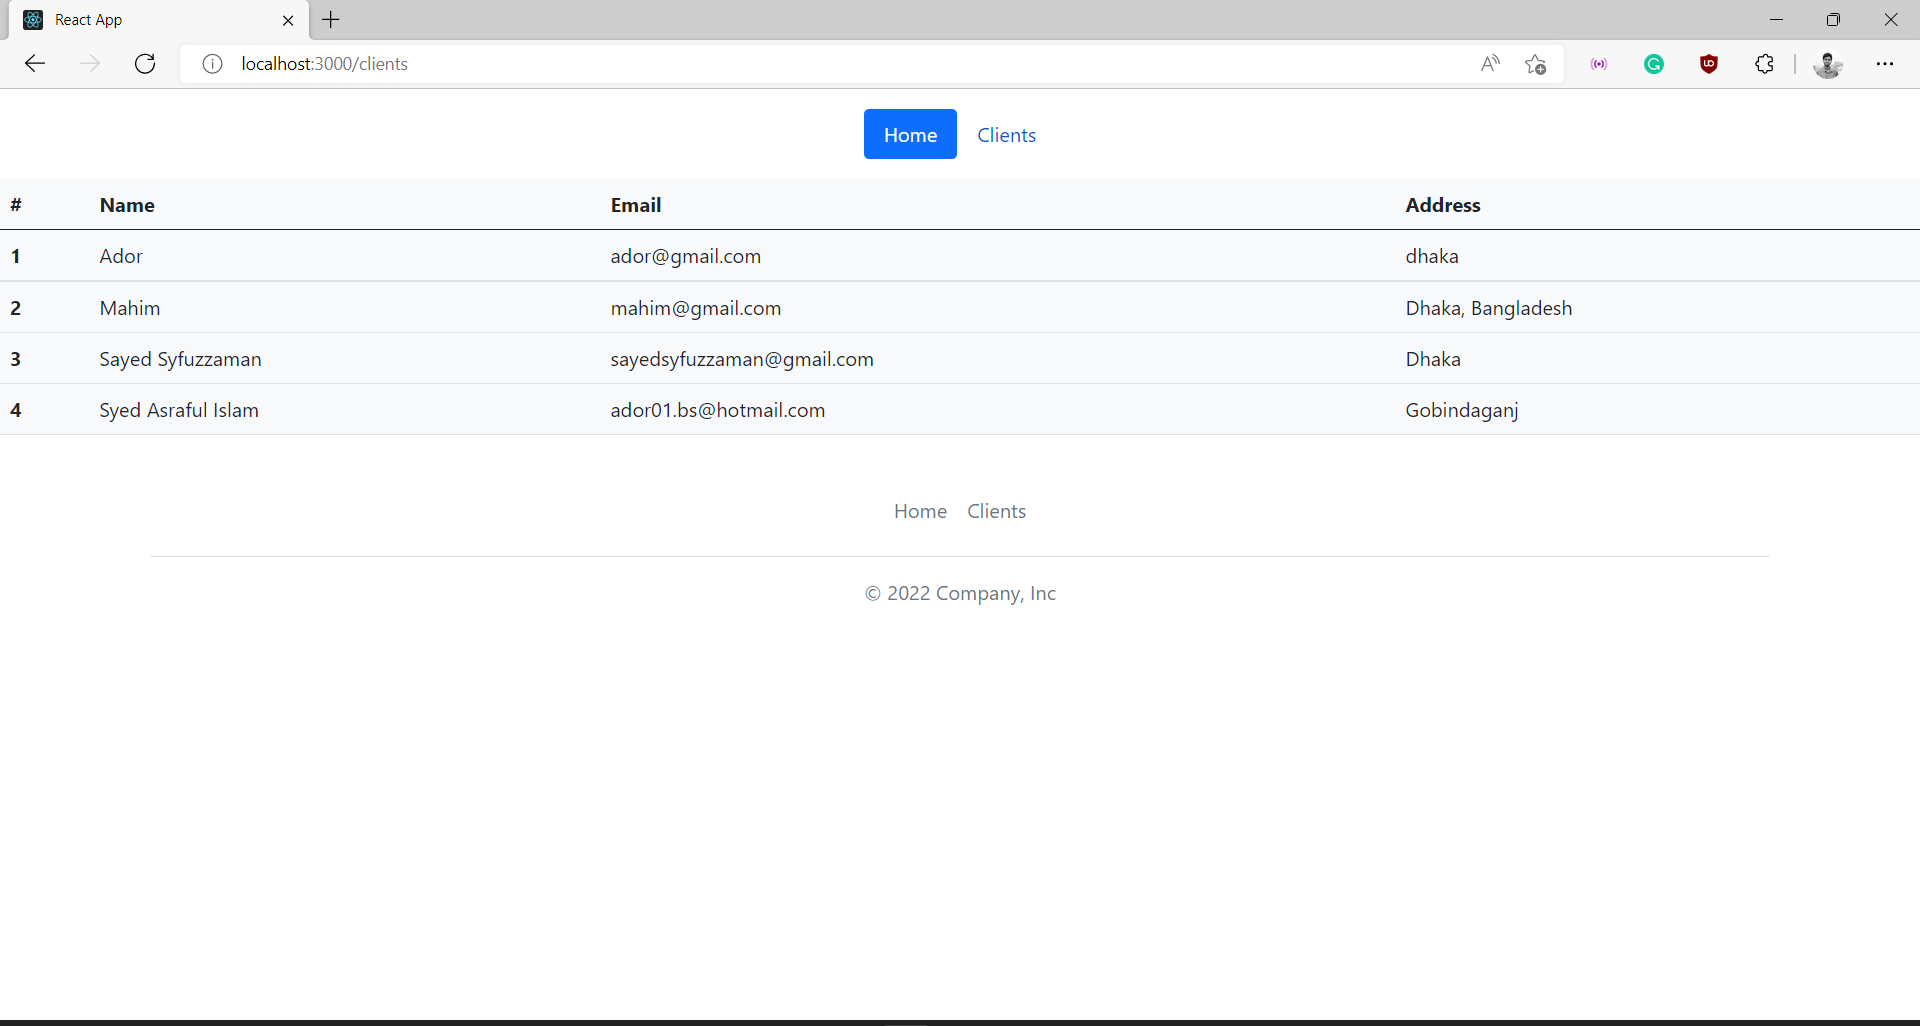 React App
localhost:3000/clients
Home Clients
# Name Email Address
1 Ador ador@gmail.com dhaka
2 Mahim mahim@gmail.com Dhaka, Bangladesh
3 Sayed Syfuzzaman sayedsyfuzzaman@gmail.com Dhaka
4 Syed Asraful Islam ador01.bs@hotmail.com Gobindaganj
Home Clients
© 2022 Company, Inc